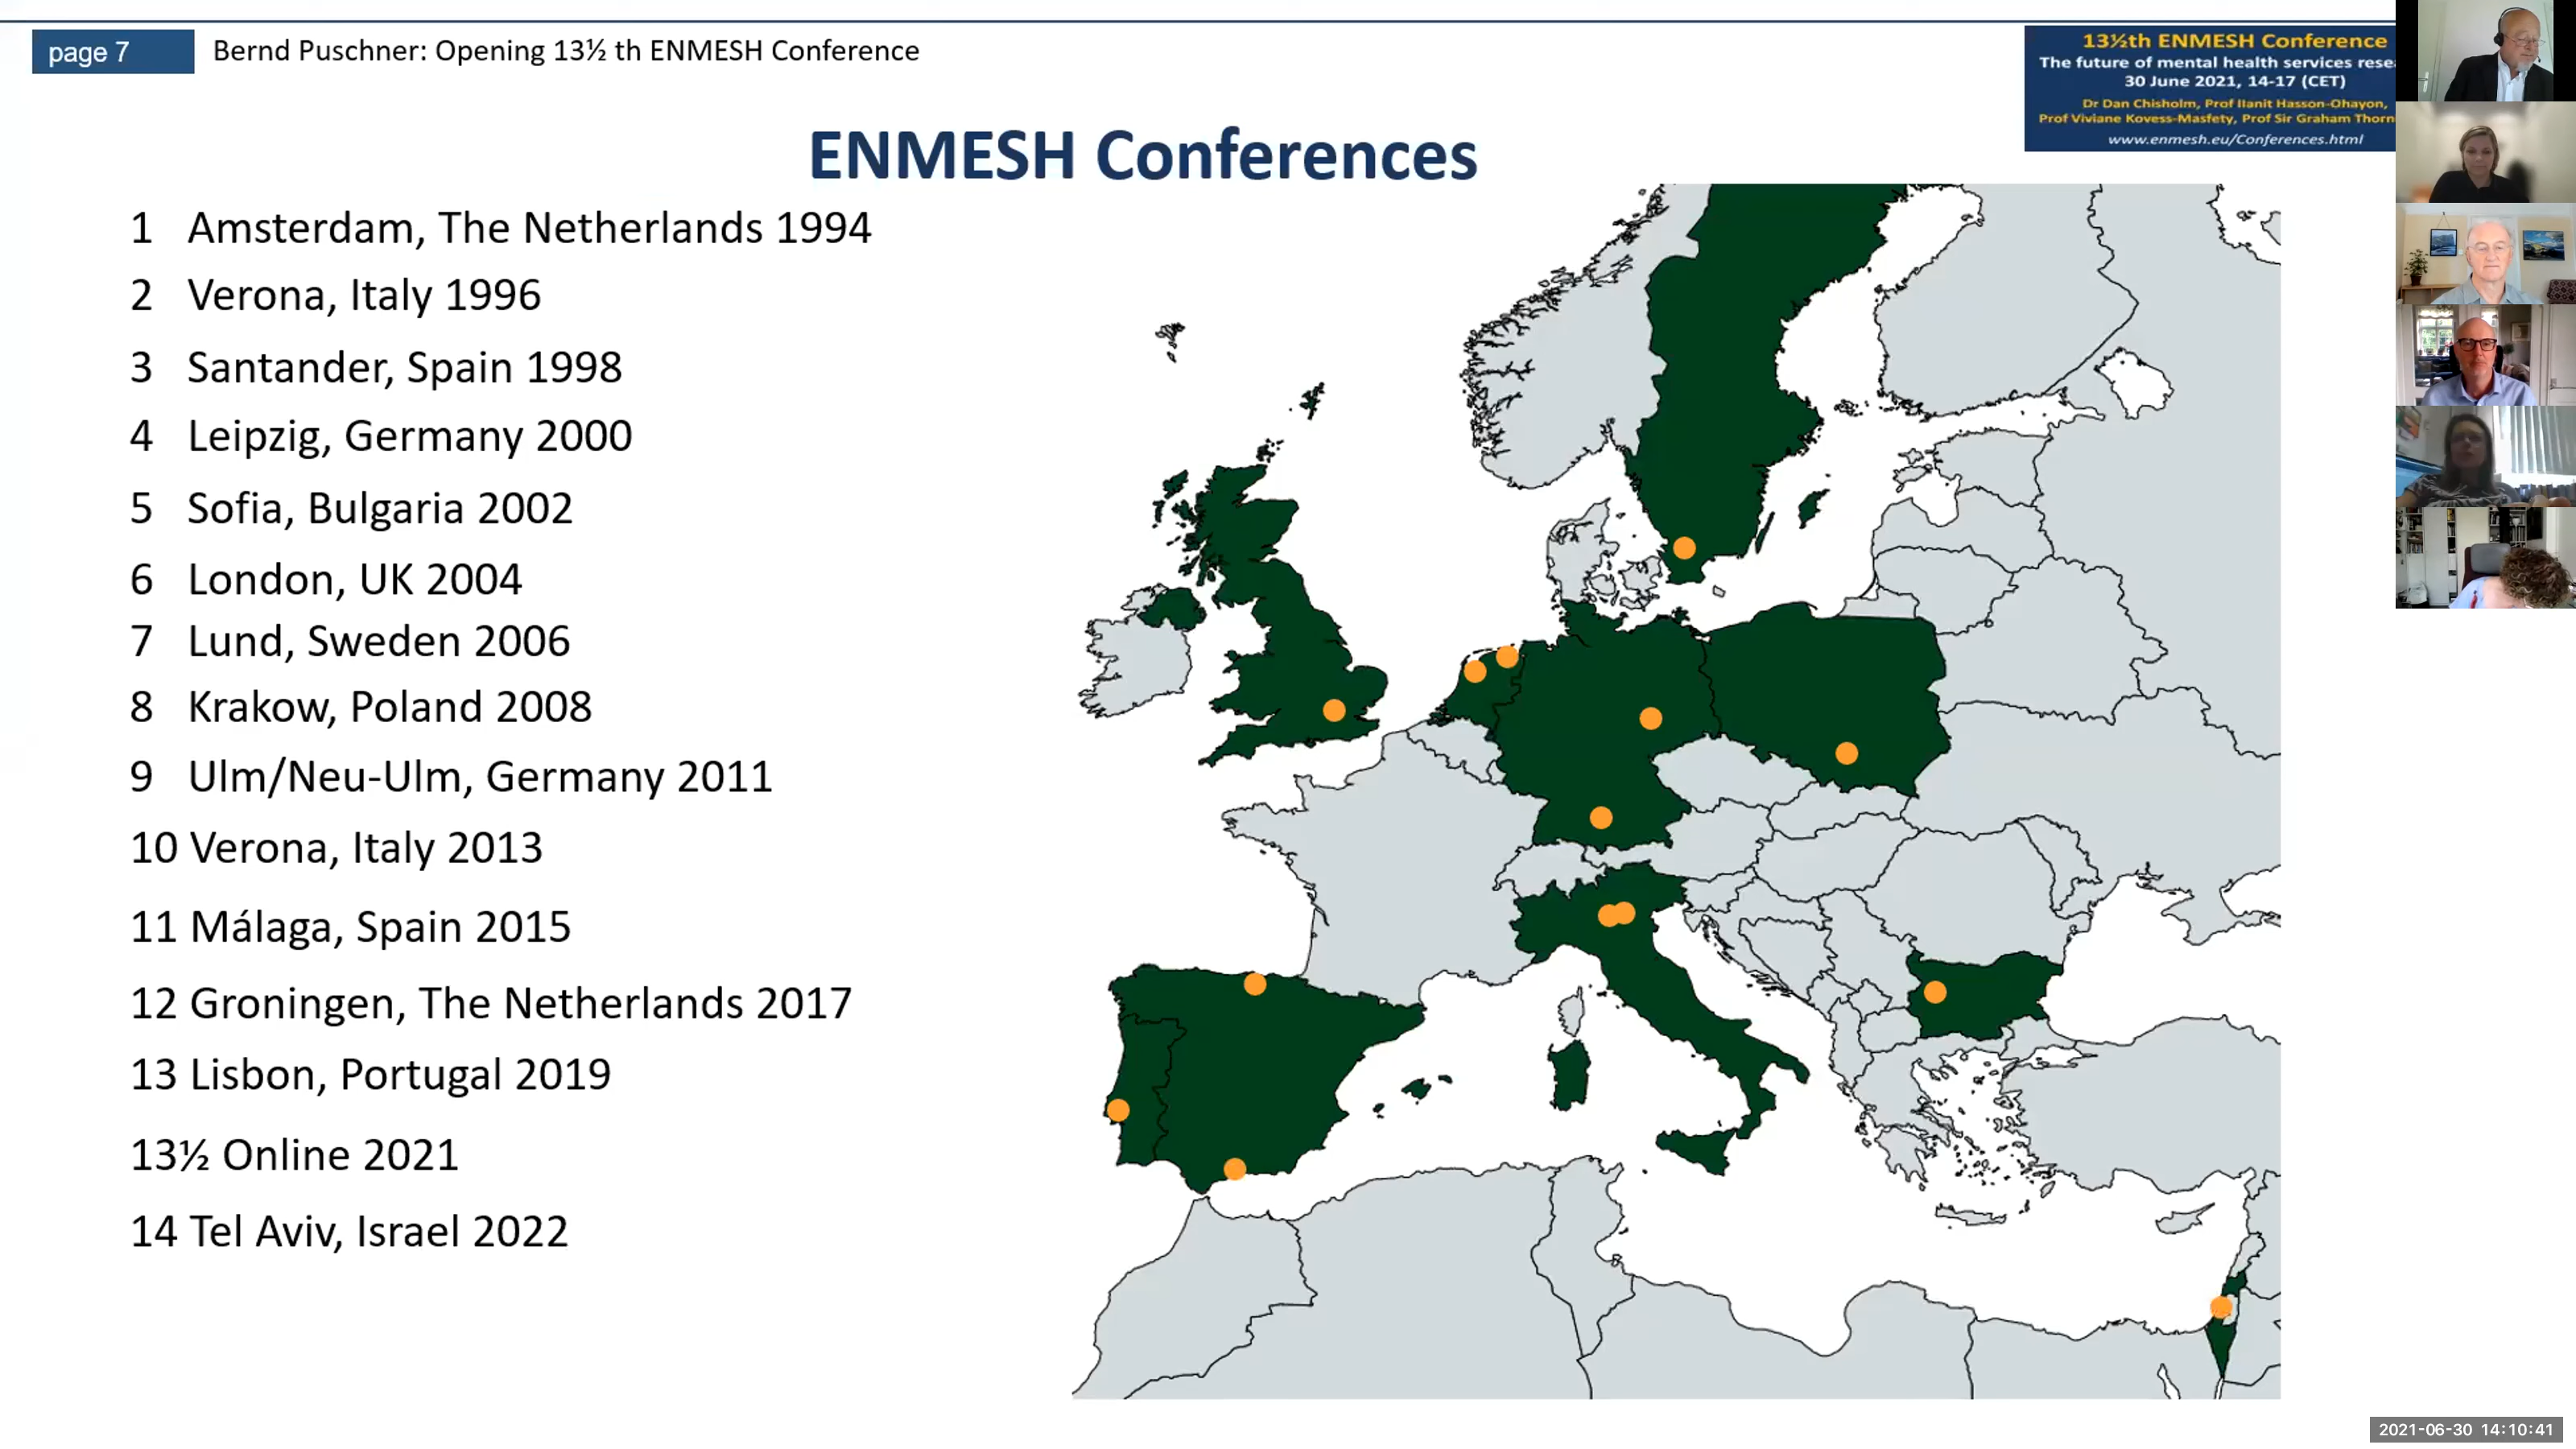 page 7
Bernd Puschner: Opening 13½ th ENMESH Conference
13½th ENMESH Conference
The future of mental health services rese
30 June 2021, 14-17 (CET)
Dr Dan Chisholm, Prof Ilanit Hasson-Ohayon,
Prof Viviane Kovess-Masfety, Prof Sir Graham Thorn
www.enmesh.eu/Conferences.html
ENMESH Conferences
1 Amsterdam, The Netherlands 1994
2 Verona, Italy 1996
3 Santander, Spain 1998
4 Leipzig, Germany 2000
5 Sofia, Bulgaria 2002
6 London, UK 2004
7 Lund, Sweden 2006
8 Krakow, Poland 2008
9 Ulm/Neu-Ulm, Germany 2011
10 Verona, Italy 2013
11 Málaga, Spain 2015
12 Groningen, The Netherlands 2017
13 Lisbon, Portugal 2019
13½ Online 2021
14 Tel Aviv, Israel 2022
2021-06-30 14:10:41